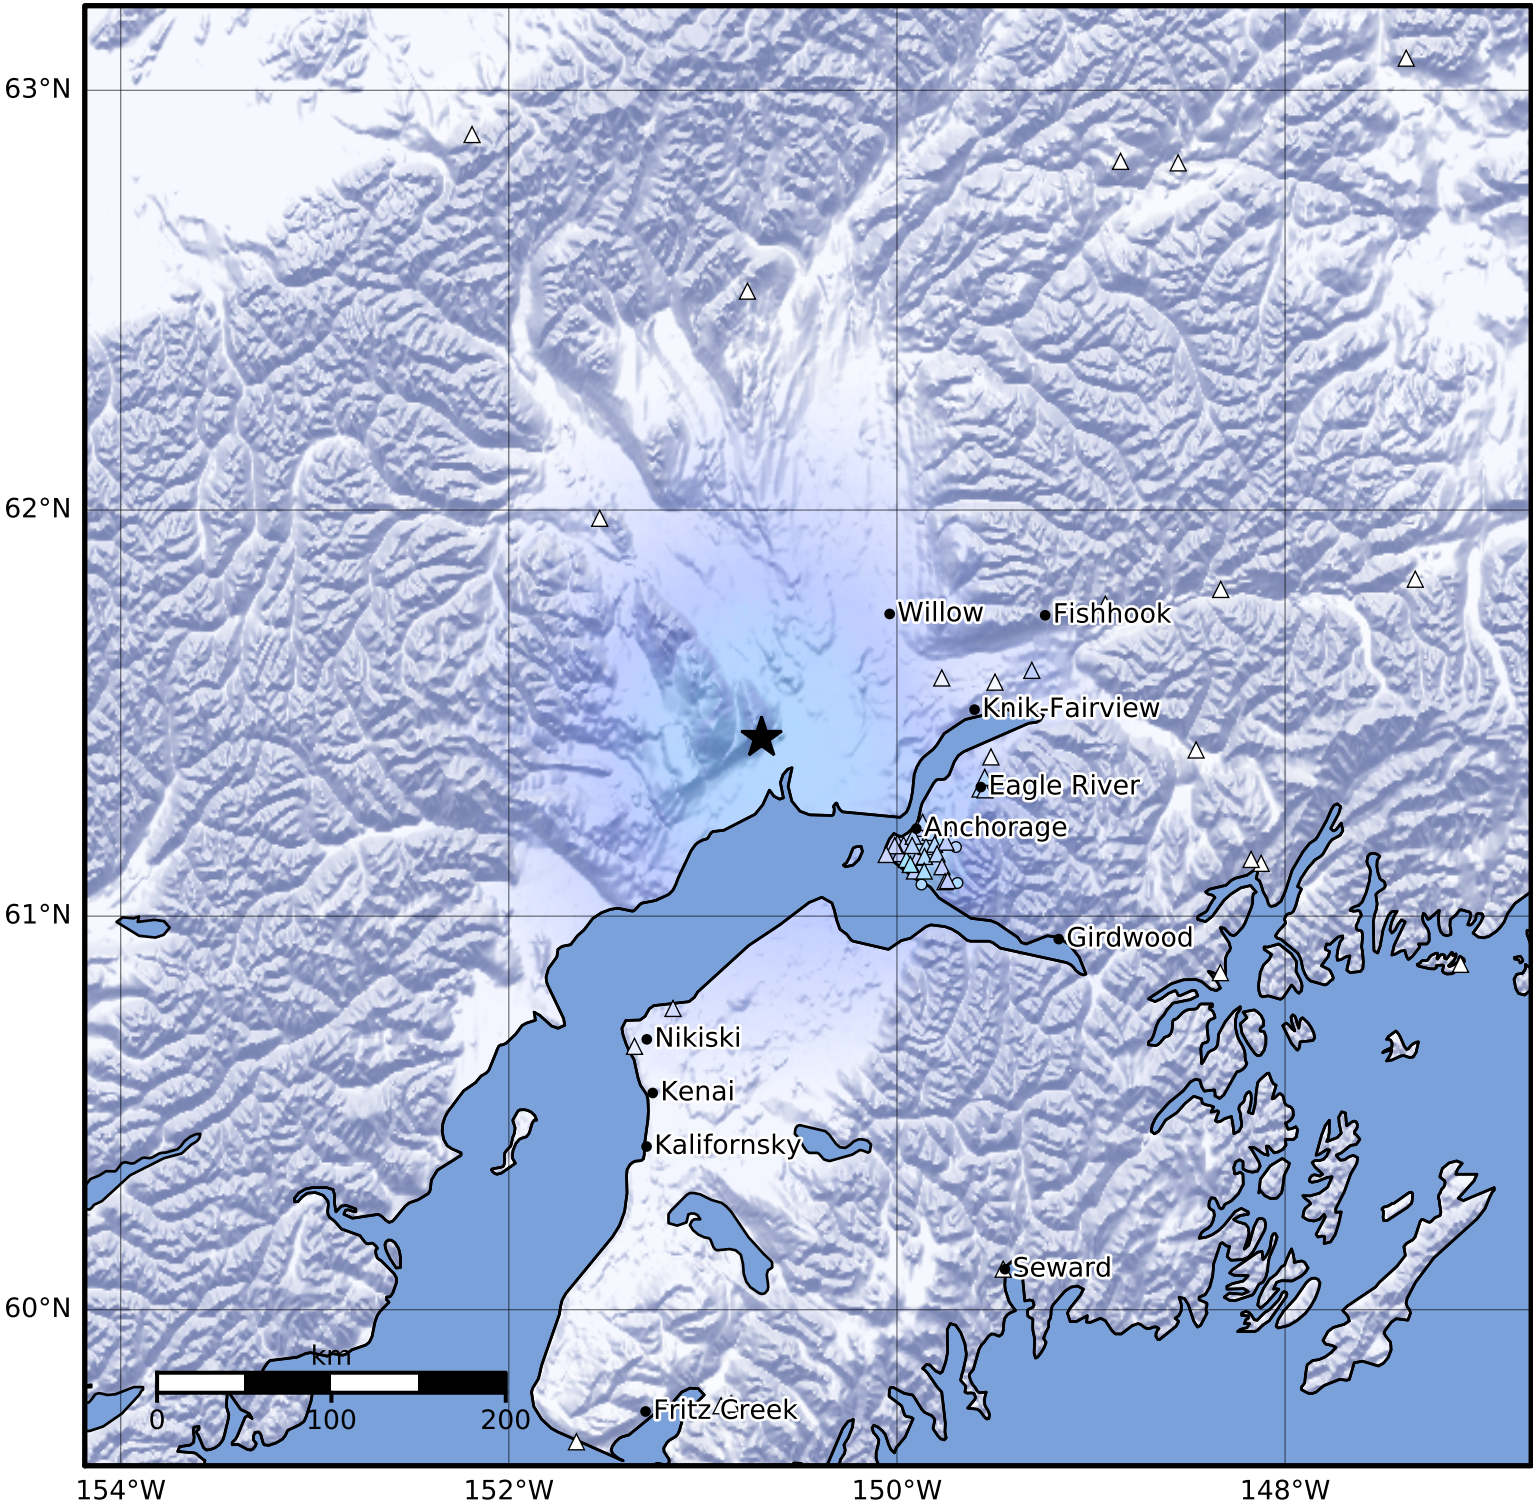 63°N
62°N
Willow
Fishhook
Knik-Fairview
Eagle River
Anchorage
61°N
Girdwood
Nikiski
Kenai
Kalifornsky
Seward
60°N
km
0 100 200
Fritz Creek
154°W 152°W 150°W 148°W